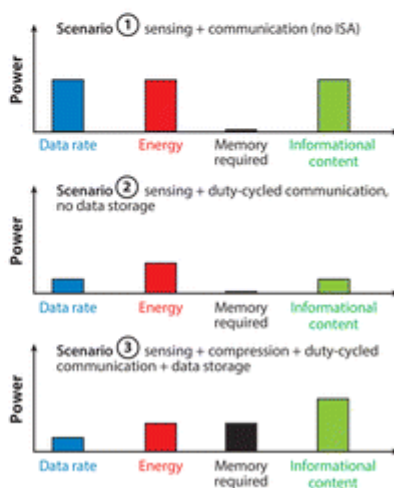 Scenario 1 sensing + communication (no ISA)
Power
Data rate Energy Memory required Informational content
Scenario 2 sensing + duty-cycled communication,
no data storage
Power
Data rate Energy Memory required Informational content
Scenario 3 sensing + compression + duty-cycled
communication + data storage
Power
Data rate Energy Memory required Informational content